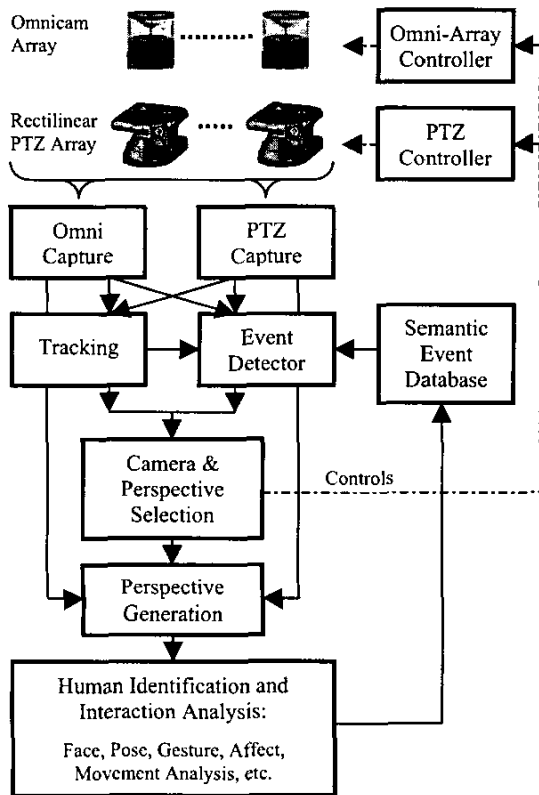 Omnicam
Array
Omni-Array
Controller
Rectilinear
PTZ Array
PTZ
Controller
Omni
Capture
PTZ
Capture
Tracking
Event
Detector
Semantic
Event
Database
Camera &
Perspective
Selection
Controls
Perspective
Generation
Human Identification and
Interaction Analysis:
Face, Pose, Gesture, Affect,
Movement Analysis, etc.